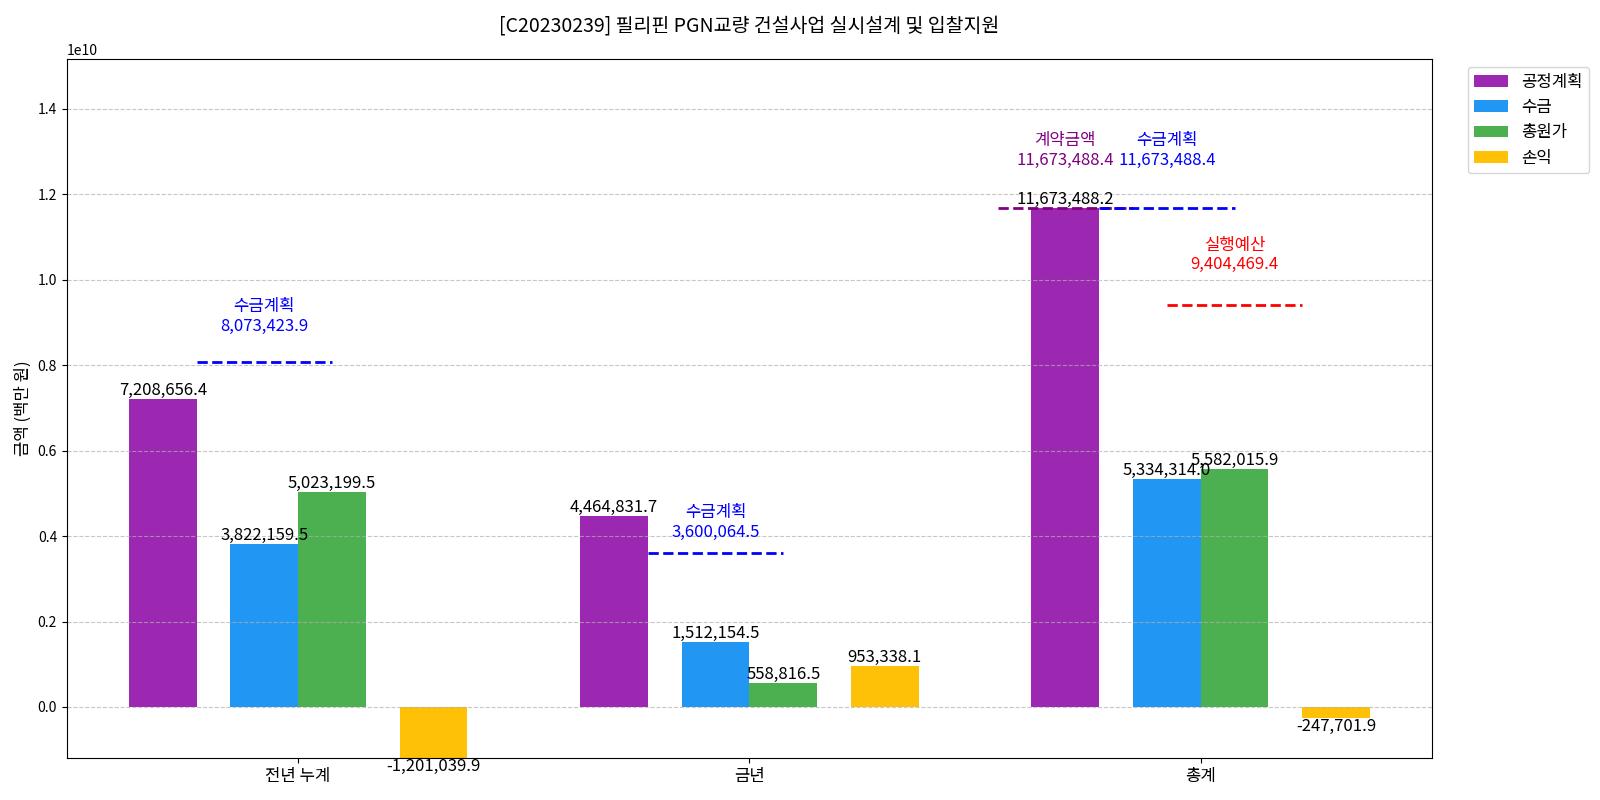 [C20230239] 필리핀 PGN교량 건설사업 실시설계 및 입찰지원
1e10
공정계획
수금
총원가
손익
1.4
1.2
1.0
0.8
0.6
0.4
0.2
0.0
금액 (백만 원)
계약금액
11,673,488.4
수금계획
11,673,488.4
11,673,488.2
실행예산
9,404,469.4
수금계획
8,073,423.9
7,208,656.4
3,822,159.5
5,023,199.5
-1,201,039.9
4,464,831.7
수금계획
3,600,064.5
1,512,154.5
558,816.5
953,338.1
5,334,314.0
5,582,015.9
-247,701.9
전년 누계
금년
총계